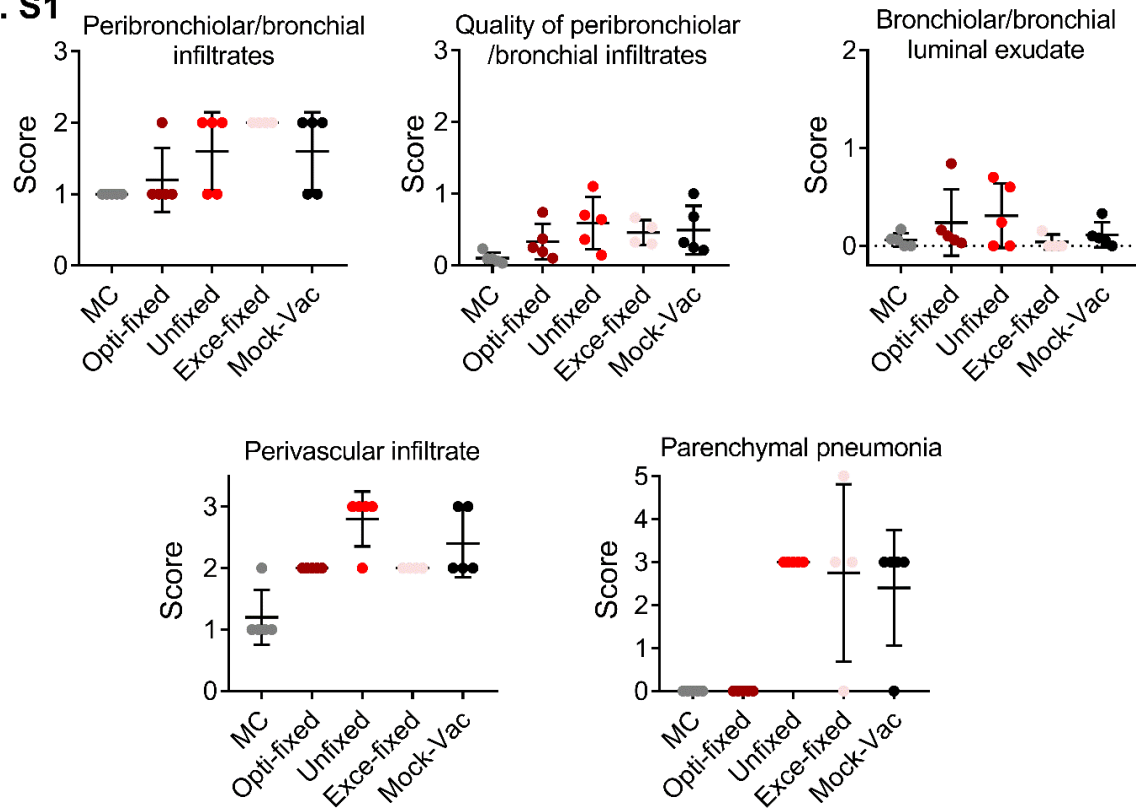 . S1
Peribronchiolar/bronchial
infiltrates
Score
3
2
1
0
MC
Opti-fixed
Unfixed
Exce-fixed
Mock-Vac
Quality of peribronchiolar
/bronchial infiltrates
Score
3
2
1
0
MC
Opti-fixed
Unfixed
Exce-fixed
Mock-Vac
Bronchiolar/bronchial
luminal exudate
Score
2
1
0
MC
Opti-fixed
Unfixed
Exce-fixed
Mock-Vac
Perivascular infiltrate
Score
3
2
1
0
MC
Opti-fixed
Unfixed
Exce-fixed
Mock-Vac
Parenchymal pneumonia
Score
5
4
3
2
1
0
MC
Opti-fixed
Unfixed
Exce-fixed
Mock-Vac